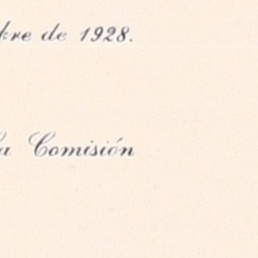 bre de 1928.
la Comisión